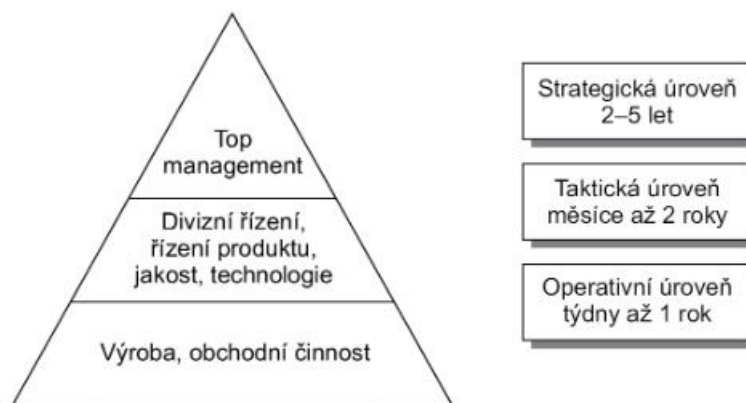 Top
management
Divizní řízení,
řízení produktu,
jakost, technologie
Výroba, obchodní činnost
Strategická úroveň
2–5 let
Taktická úroveň
měsíce až 2 roky
Operativní úroveň
týdny až 1 rok